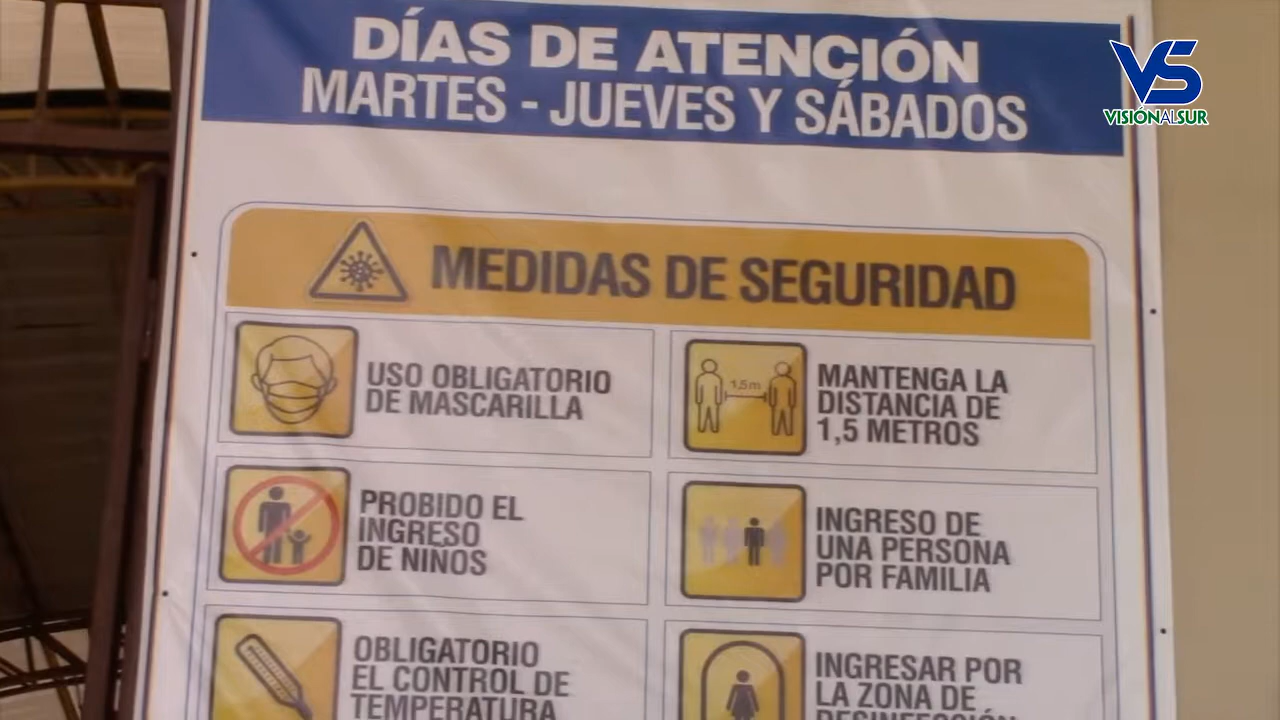 DÍAS DE ATENCIÓN
MARTES - JUEVES Y SÁBADOS
VS
VISIÓNALSUR
MEDIDAS DE SEGURIDAD
USO OBLIGATORIO
DE MASCARILLA
1,5m
MANTENGA LA
DISTANCIA DE
1,5 METROS
PROBIDO EL
INGRESO
DE NIÑOS
INGRESO DE
UNA PERSONA
POR FAMILIA
OBLIGATORIO
EL CONTROL DE
TEMPERATURA
INGRESAR POR
LA ZONA DE
DESINFECCIÓN